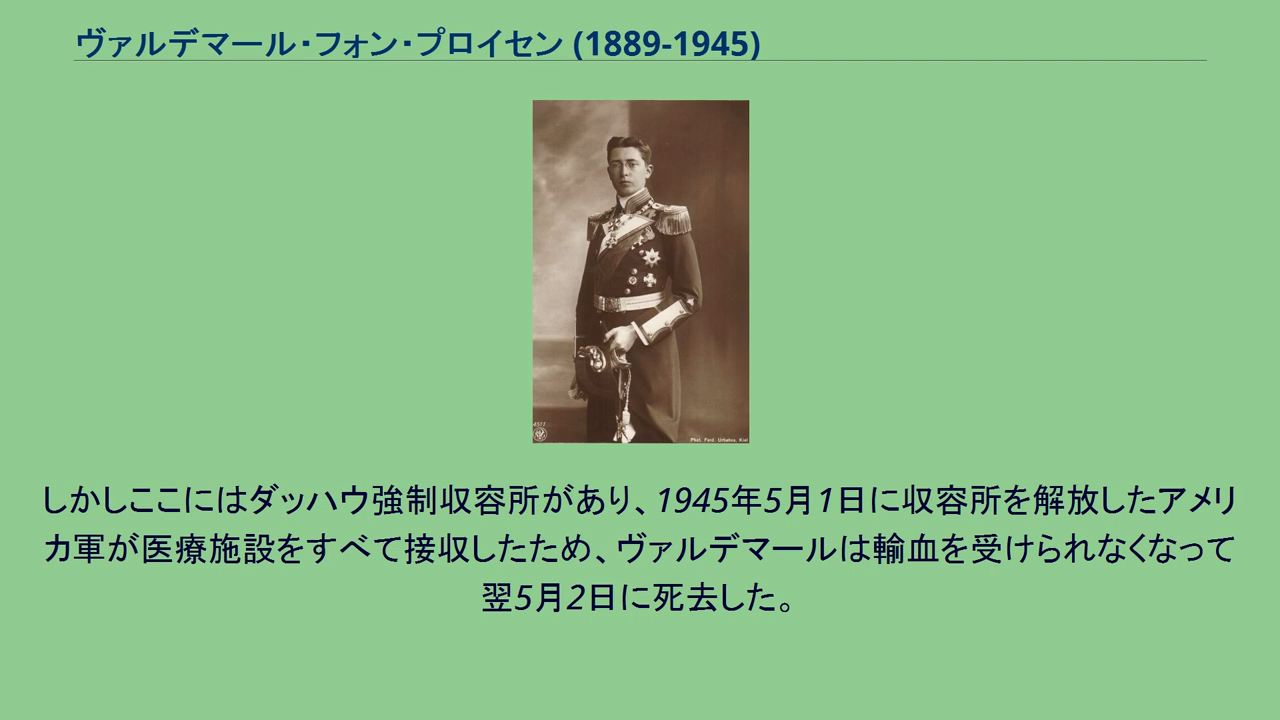 ヴァルデマール・フォン・プロイセン (1889-1945)
4511
Phot. Ferd. Urbahns, Kiel
しかしここにはダッハウ強制収容所があり、1945年5月1日に収容所を解放したアメリ
カ軍が医療施設をすべて接収したため、ヴァルデマールは輸血を受けられなくなって
翌5月2日に死去した。